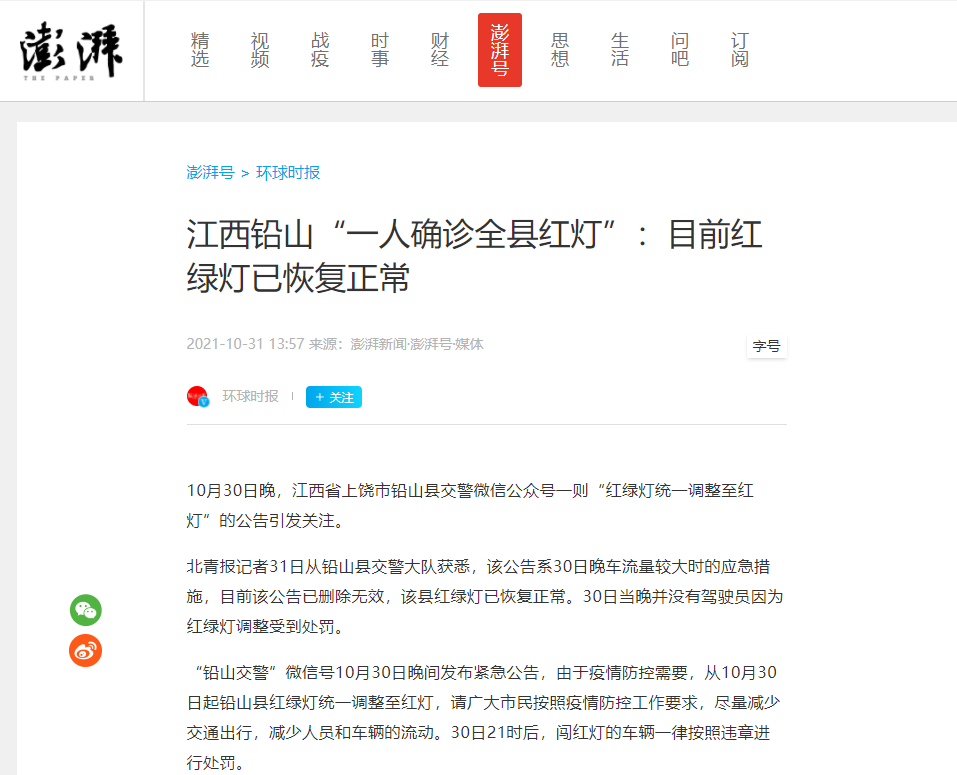 澎湃
THE PAPER
精选
视频
战疫
时事
财经
澎湃号
思想
生活
问吧
订阅
澎湃号 > 环球时报
江西铅山“一人确诊全县红灯”：目前红
绿灯已恢复正常
2021-10-31 13:57 来源：澎湃新闻·澎湃号·媒体
字号
环球时报
+ 关注
10月30日晚，江西省上饶市铅山县交警微信公众号一则“红绿灯统一调整至红
灯”的公告引发关注。
北青报记者31日从铅山县交警大队获悉，该公告系30日晚车流量较大时的应急措
施，目前该公告已删除无效，该县红绿灯已恢复正常。30日当晚并没有驾驶员因为
红绿灯调整受到处罚。
“铅山交警”微信号10月30日晚间发布紧急公告，由于疫情防控需要，从10月30
日起铅山县红绿灯统一调整至红灯，请广大市民按照疫情防控工作要求，尽量减少
交通出行，减少人员和车辆的流动。30日21时后，闯红灯的车辆一律按照违章进
行处罚。